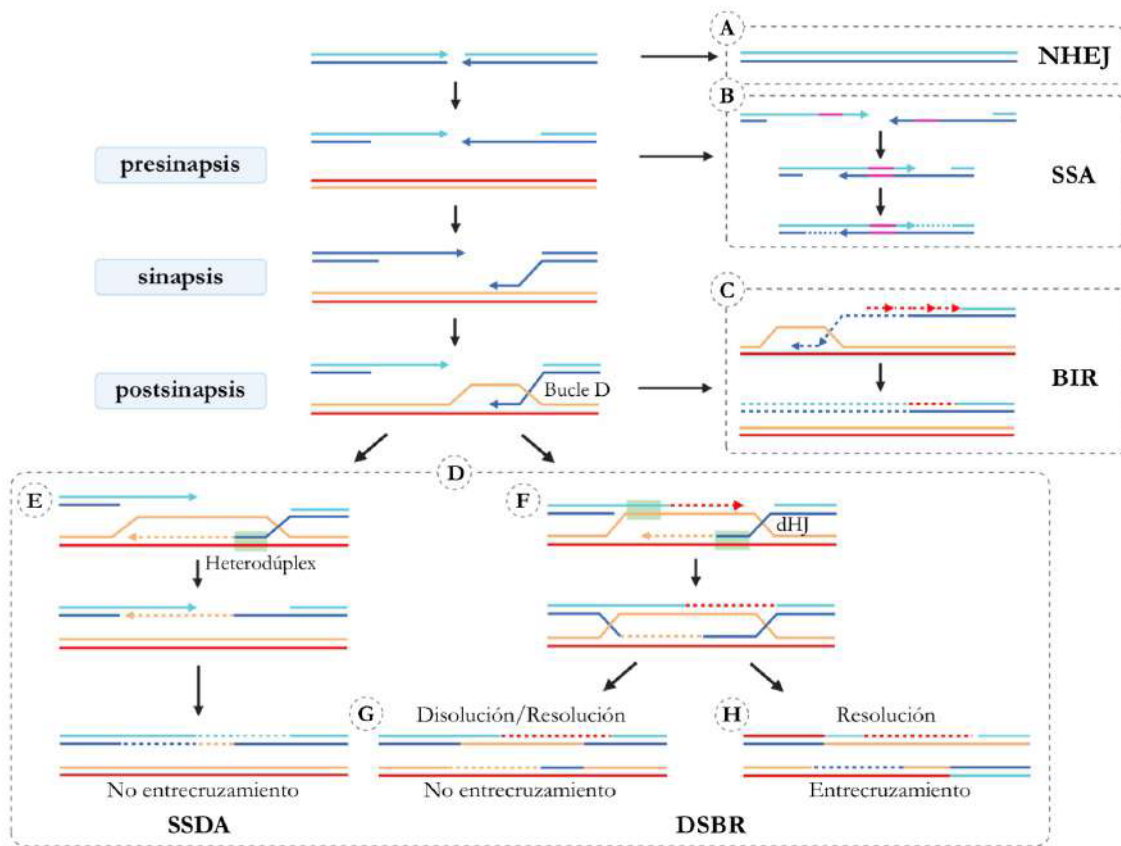 A
NHEJ
B
presinapsis
SSA
sinapsis
C
postsinapsis
Bucle D
BIR
D
E
F
dHJ
Heterodúplex
G
Disolución/Resolución
H
Resolución
No entrecruzamiento
No entrecruzamiento
Entrecruzamiento
SSDA
DSBR